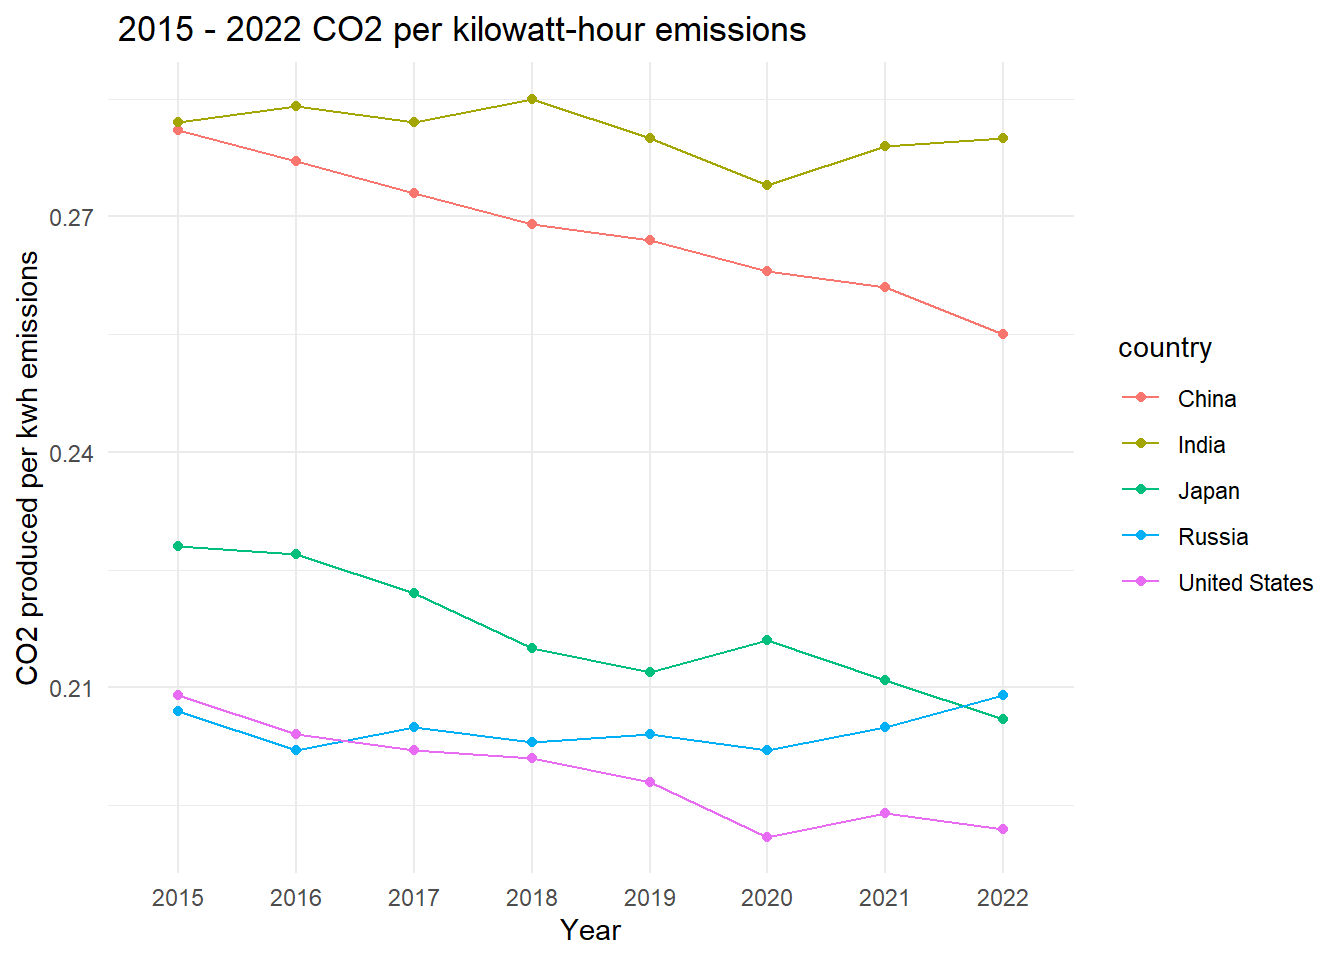 2015 - 2022 CO2 per kilowatt-hour emissions
CO2 produced per kwh emissions
0.27
0.24
0.21
2015 2016 2017 2018 2019 2020 2021 2022
Year
country
China
India
Japan
Russia
United States